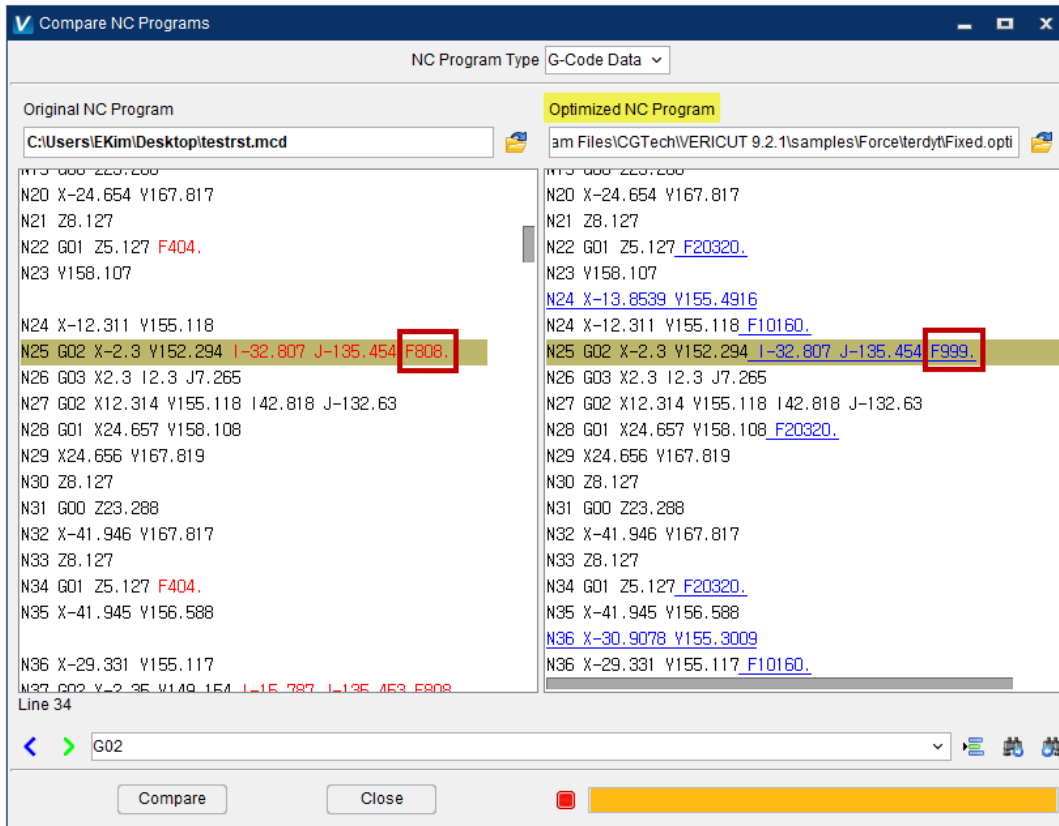 Compare NC Programs
NC Program Type G-Code Data
Original NC Program
C:\Users\EKim\Desktop\testrst.mcd
N20 X-24.654 Y167.817
N21 Z8.127
N22 G01 Z5.127 F404.
N23 Y158.107
N24 X-12.311 Y155.118
N25 G02 X-2.3 Y152.294 I-32.807 J-135.454 F808.
N26 G03 X2.3 I2.3 J7.265
N27 G02 X12.314 Y155.118 I42.818 J-132.63
N28 G01 X24.657 Y158.108
N29 X24.656 Y167.819
N30 Z8.127
N31 G00 Z23.288
N32 X-41.946 Y167.817
N33 Z8.127
N34 G01 Z5.127 F404.
N35 X-41.945 Y156.588
N36 X-29.331 Y155.117
Optimized NC Program
am Files\CGTech\VERICUT 9.2.1\samples\Force\terdyt\Fixed.opti
N20 X-24.654 Y167.817
N21 Z8.127
N22 G01 Z5.127 F20320.
N23 Y158.107
N24 X-13.8539 Y155.4916
N24 X-12.311 Y155.118 F10160.
N25 G02 X-2.3 Y152.294 I-32.807 J-135.454 F999.
N26 G03 X2.3 I2.3 J7.265
N27 G02 X12.314 Y155.118 I42.818 J-132.63
N28 G01 X24.657 Y158.108 F20320.
N29 X24.656 Y167.819
N30 Z8.127
N31 G00 Z23.288
N32 X-41.946 Y167.817
N33 Z8.127
N34 G01 Z5.127 F20320.
N35 X-41.945 Y156.588
N36 X-30.9078 Y155.3009
N36 X-29.331 Y155.117 F10160.
Line 34
G02
Compare
Close